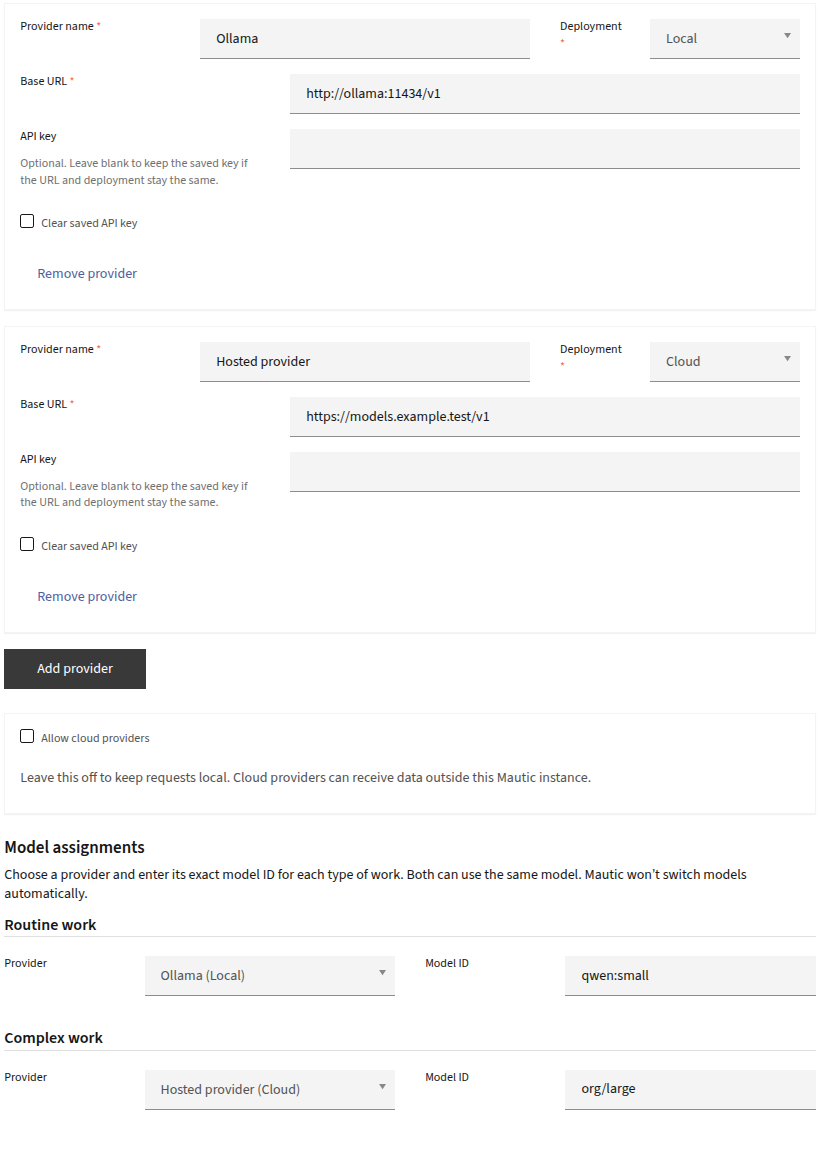 Provider name *
Ollama
Deployment *
Local
Base URL *
http://ollama:11434/v1
API key
Optional. Leave blank to keep the saved key if
the URL and deployment stay the same.
Clear saved API key
Remove provider
Provider name *
Hosted provider
Deployment *
Cloud
Base URL *
https://models.example.test/v1
API key
Optional. Leave blank to keep the saved key if
the URL and deployment stay the same.
Clear saved API key
Remove provider
Add provider
Allow cloud providers
Leave this off to keep requests local. Cloud providers can receive data outside this Mautic instance.
Model assignments
Choose a provider and enter its exact model ID for each type of work. Both can use the same model. Mautic won’t switch models
automatically.
Routine work
Provider
Ollama (Local)
Model ID
qwen:small
Complex work
Provider
Hosted provider (Cloud)
Model ID
org/large